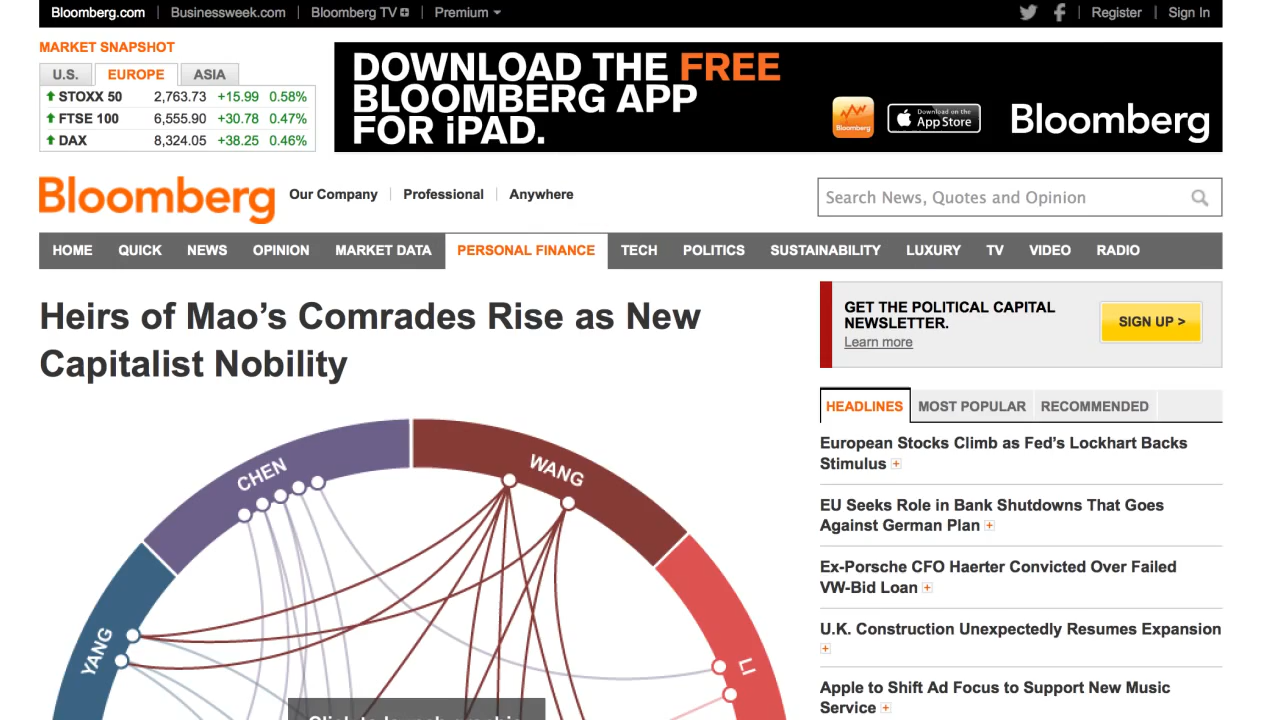 Bloomberg.com | Businessweek.com | Bloomberg TV | Premium | Register | Sign In
MARKET SNAPSHOT
U.S. EUROPE ASIA
STOXX 50 2,763.73 +15.99 0.58%
FTSE 100 6,555.90 +30.78 0.47%
DAX 8,324.05 +38.25 0.46%
DOWNLOAD THE FREE
BLOOMBERG APP
FOR iPAD.
Bloomberg
Download on the
App Store
Bloomberg
Bloomberg
Our Company | Professional | Anywhere
Search News, Quotes and Opinion
HOME QUICK NEWS OPINION MARKET DATA PERSONAL FINANCE TECH POLITICS SUSTAINABILITY LUXURY TV VIDEO RADIO
Heirs of Mao's Comrades Rise as New
Capitalist Nobility
CHEN
WANG
YANG
LI
GET THE POLITICAL CAPITAL
NEWSLETTER.
Learn more
SIGN UP >
HEADLINES MOST POPULAR RECOMMENDED
European Stocks Climb as Fed's Lockhart Backs
Stimulus
EU Seeks Role in Bank Shutdowns That Goes
Against German Plan
Ex-Porsche CFO Haerter Convicted Over Failed
VW-Bid Loan
U.K. Construction Unexpectedly Resumes Expansion
Apple to Shift Ad Focus to Support New Music
Service